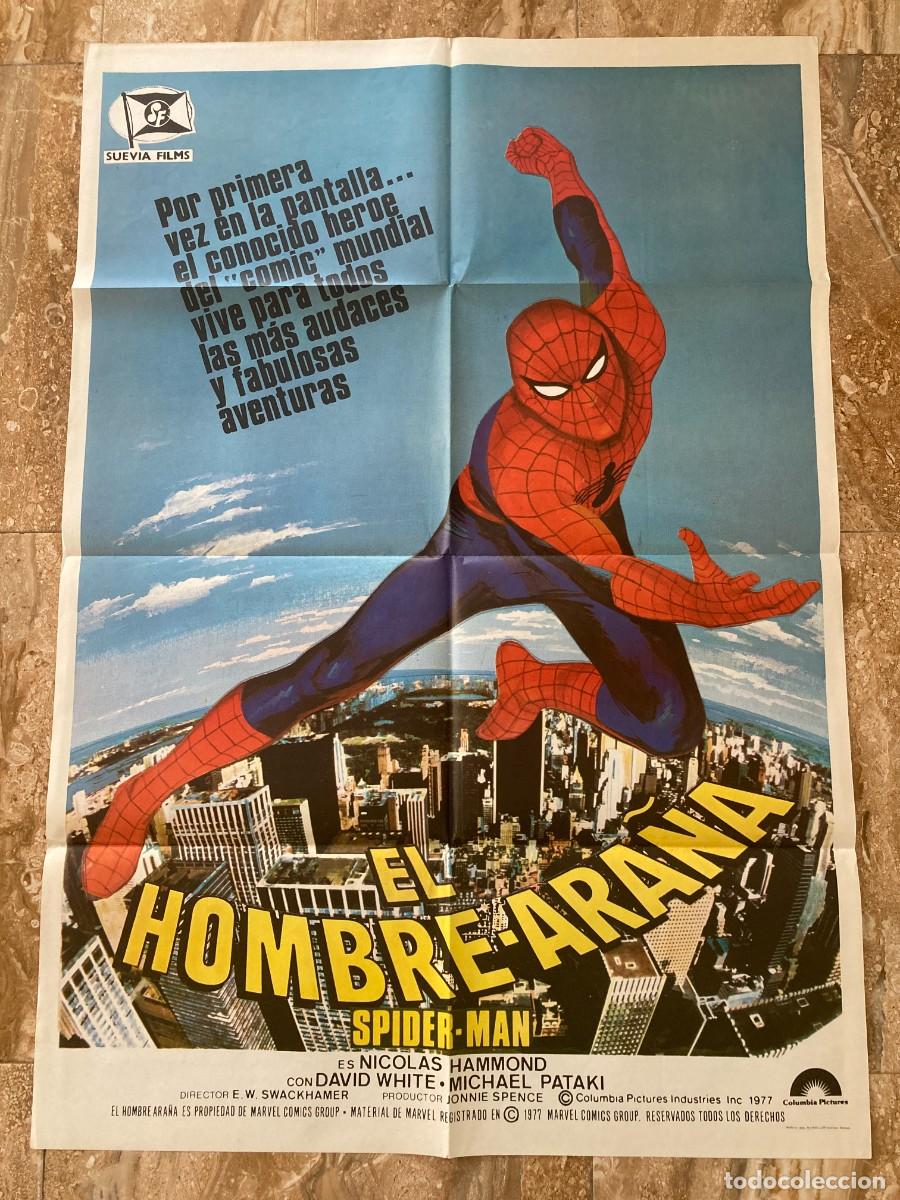 SF
SUEVIA FILMS
Por primera
vez en la pantalla...
el conocido heroe
del "comic" mundial
vive para todos
las más audaces
y fabulosas
aventuras
EL
HOMBRE-ARAÑA
SPIDER-MAN
ES NICOLAS HAMMOND
CON DAVID WHITE • MICHAEL PATAKI
DIRECTOR E.W. SWACKHAMER PRODUCTOR JONNIE SPENCE © Columbia Pictures Industries Inc 1977
Columbia Pictures
EL HOMBRE ARAÑA ES PROPIEDAD DE MARVEL COMICS GROUP • MATERIAL DE MARVEL REGISTRADO EN © 1977 MARVEL COMICS GROUP. RESERVADOS TODOS LOS DERECHOS
todocoleccion